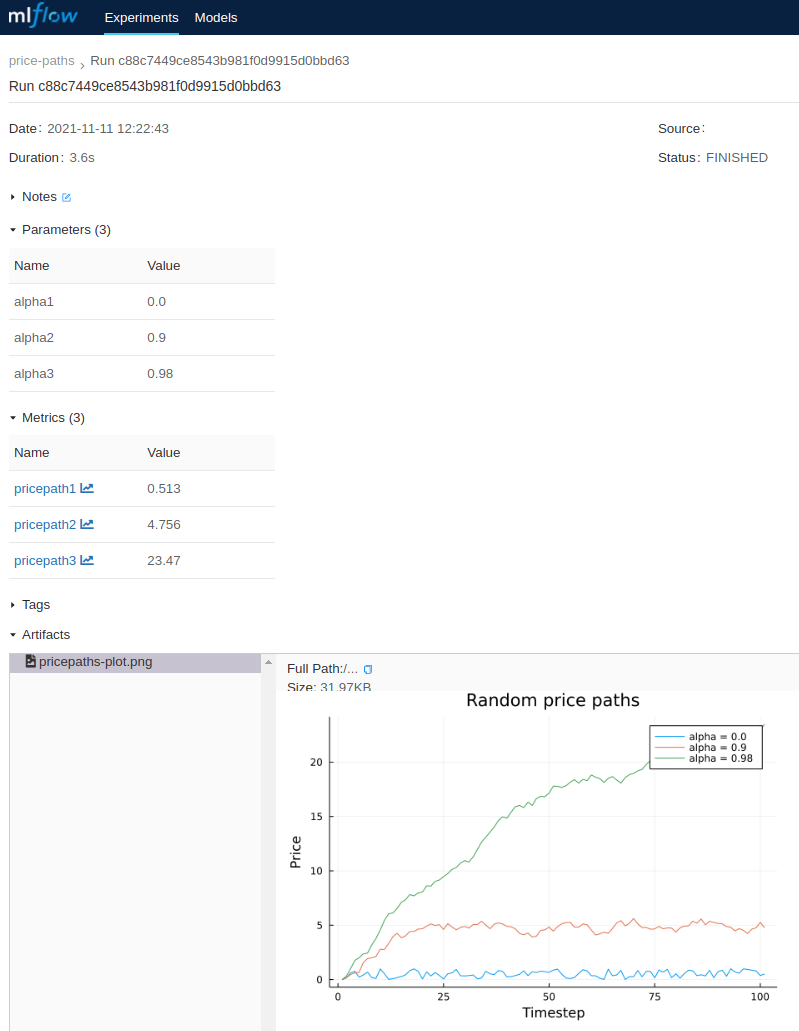 mlflow Experiments Models
price-paths > Run c88c7449ce8543b981f0d9915d0bbd63
Run c88c7449ce8543b981f0d9915d0bbd63
Date: 2021-11-11 12:22:43 Source:
Duration: 3.6s Status: FINISHED
Notes
Parameters (3)
Name Value
alpha1 0.0
alpha2 0.9
alpha3 0.98
Metrics (3)
Name Value
pricepath1 0.513
pricepath2 4.756
pricepath3 23.47
Tags
Artifacts
pricepaths-plot.png
Full Path:/...
Size: 31.97KB
Random price paths
alpha = 0.0
alpha = 0.9
alpha = 0.98
20
15
10
5
0
Price
0 25 50 75 100
Timestep